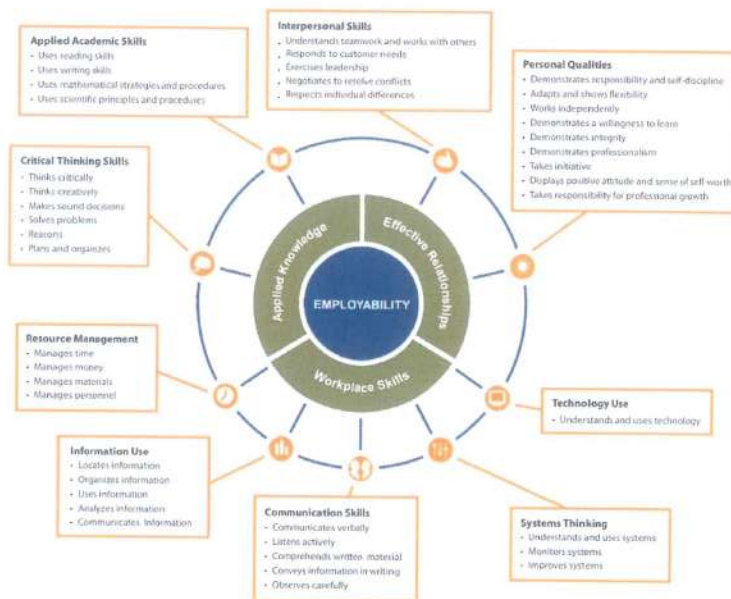 Applied Academic Skills
• Uses reading skills
• Uses writing skills
• Uses mathematical strategies and procedures
• Uses scientific principles and procedures
Interpersonal Skills
• Understands teamwork and works with others
• Responds to customer needs
• Exercises leadership
• Negotiates to resolve conflicts
• Respects individual differences
Personal Qualities
• Demonstrates responsibility and self-discipline
• Adapts and shows flexibility
• Works independently
• Demonstrates a willingness to learn
• Demonstrates integrity
• Demonstrates professionalism
• Takes initiative
• Displays positive attitude and sense of self worth
• Takes responsibility for professional growth
Critical Thinking Skills
• Thinks critically
• Thinks creatively
• Makes sound decisions
• Solves problems
• Reasons
• Plans and organizes
Applied Knowledge
Effective Relationships
EMPLOYABILITY
Workplace Skills
Resource Management
• Manages time
• Manages money
• Manages materials
• Manages personnel
Technology Use
• Understands and uses technology
Information Use
• Locates information
• Organizes information
• Uses information
• Analyzes information
• Communicates Information
Communication Skills
• Communicates verbally
• Listens actively
• Comprehends written material
• Conveys information in writing
• Observes carefully
Systems Thinking
• Understands and uses systems
• Monitors systems
• Improves systems